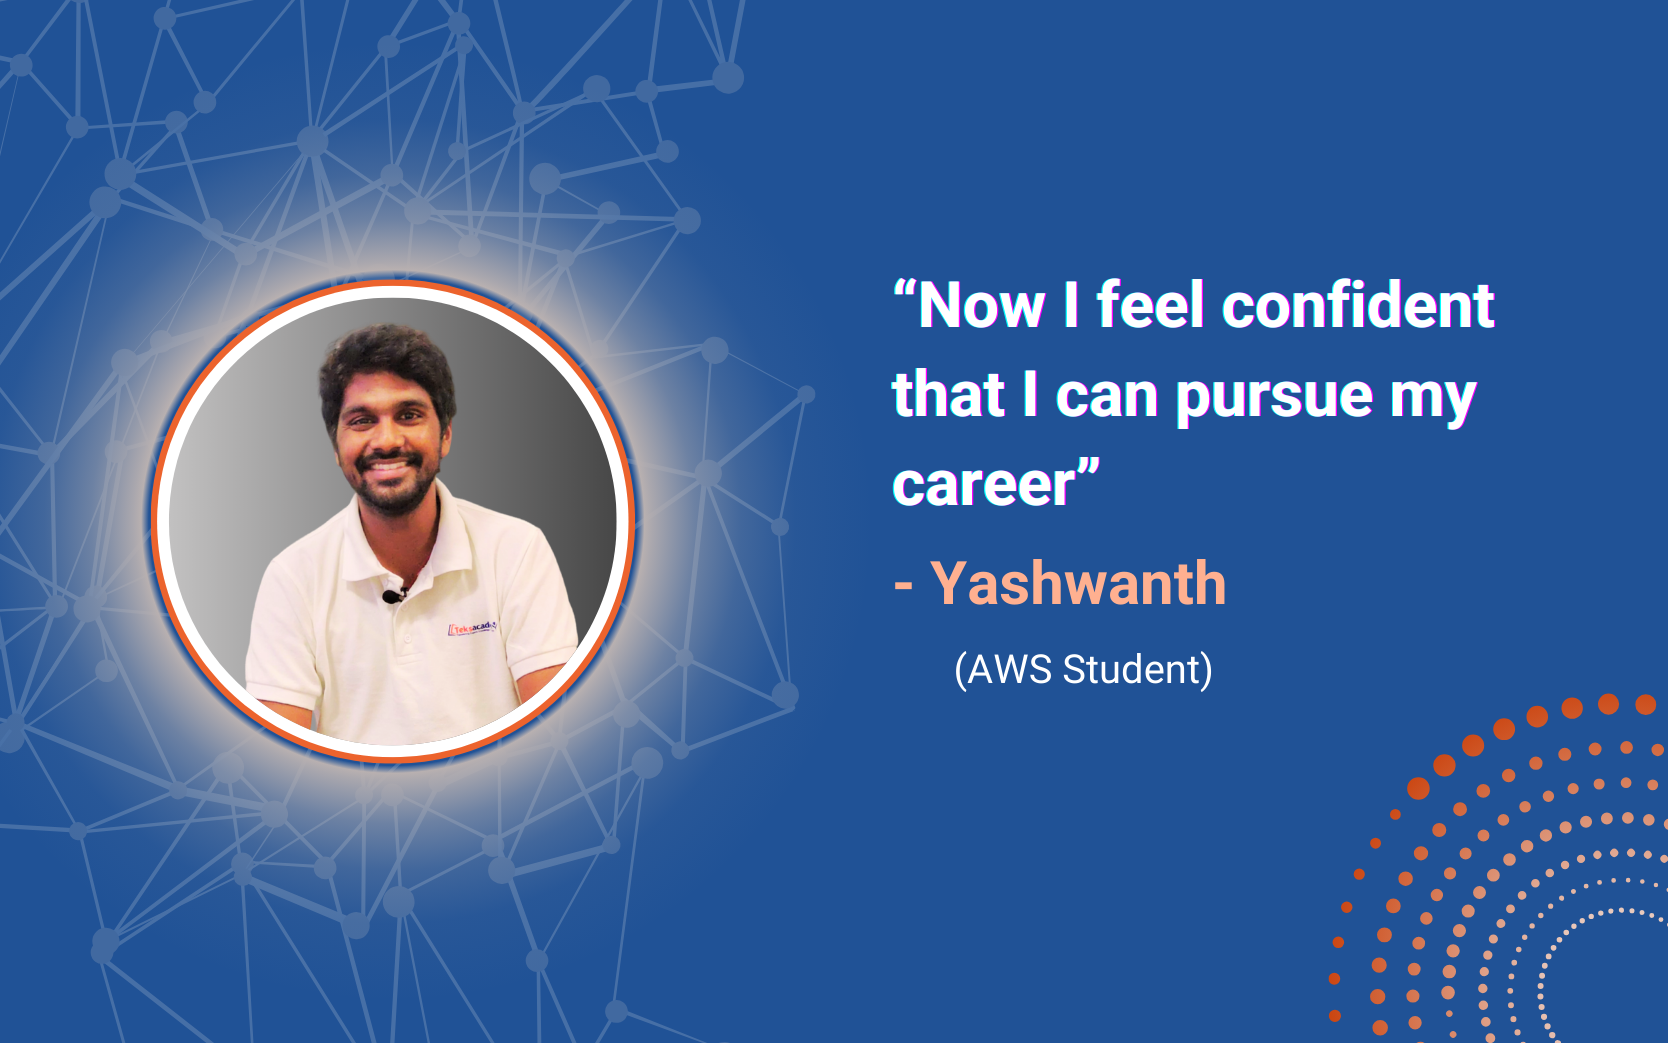 “Now I feel confident
that I can pursue my
career”
- Yashwanth
(AWS Student)